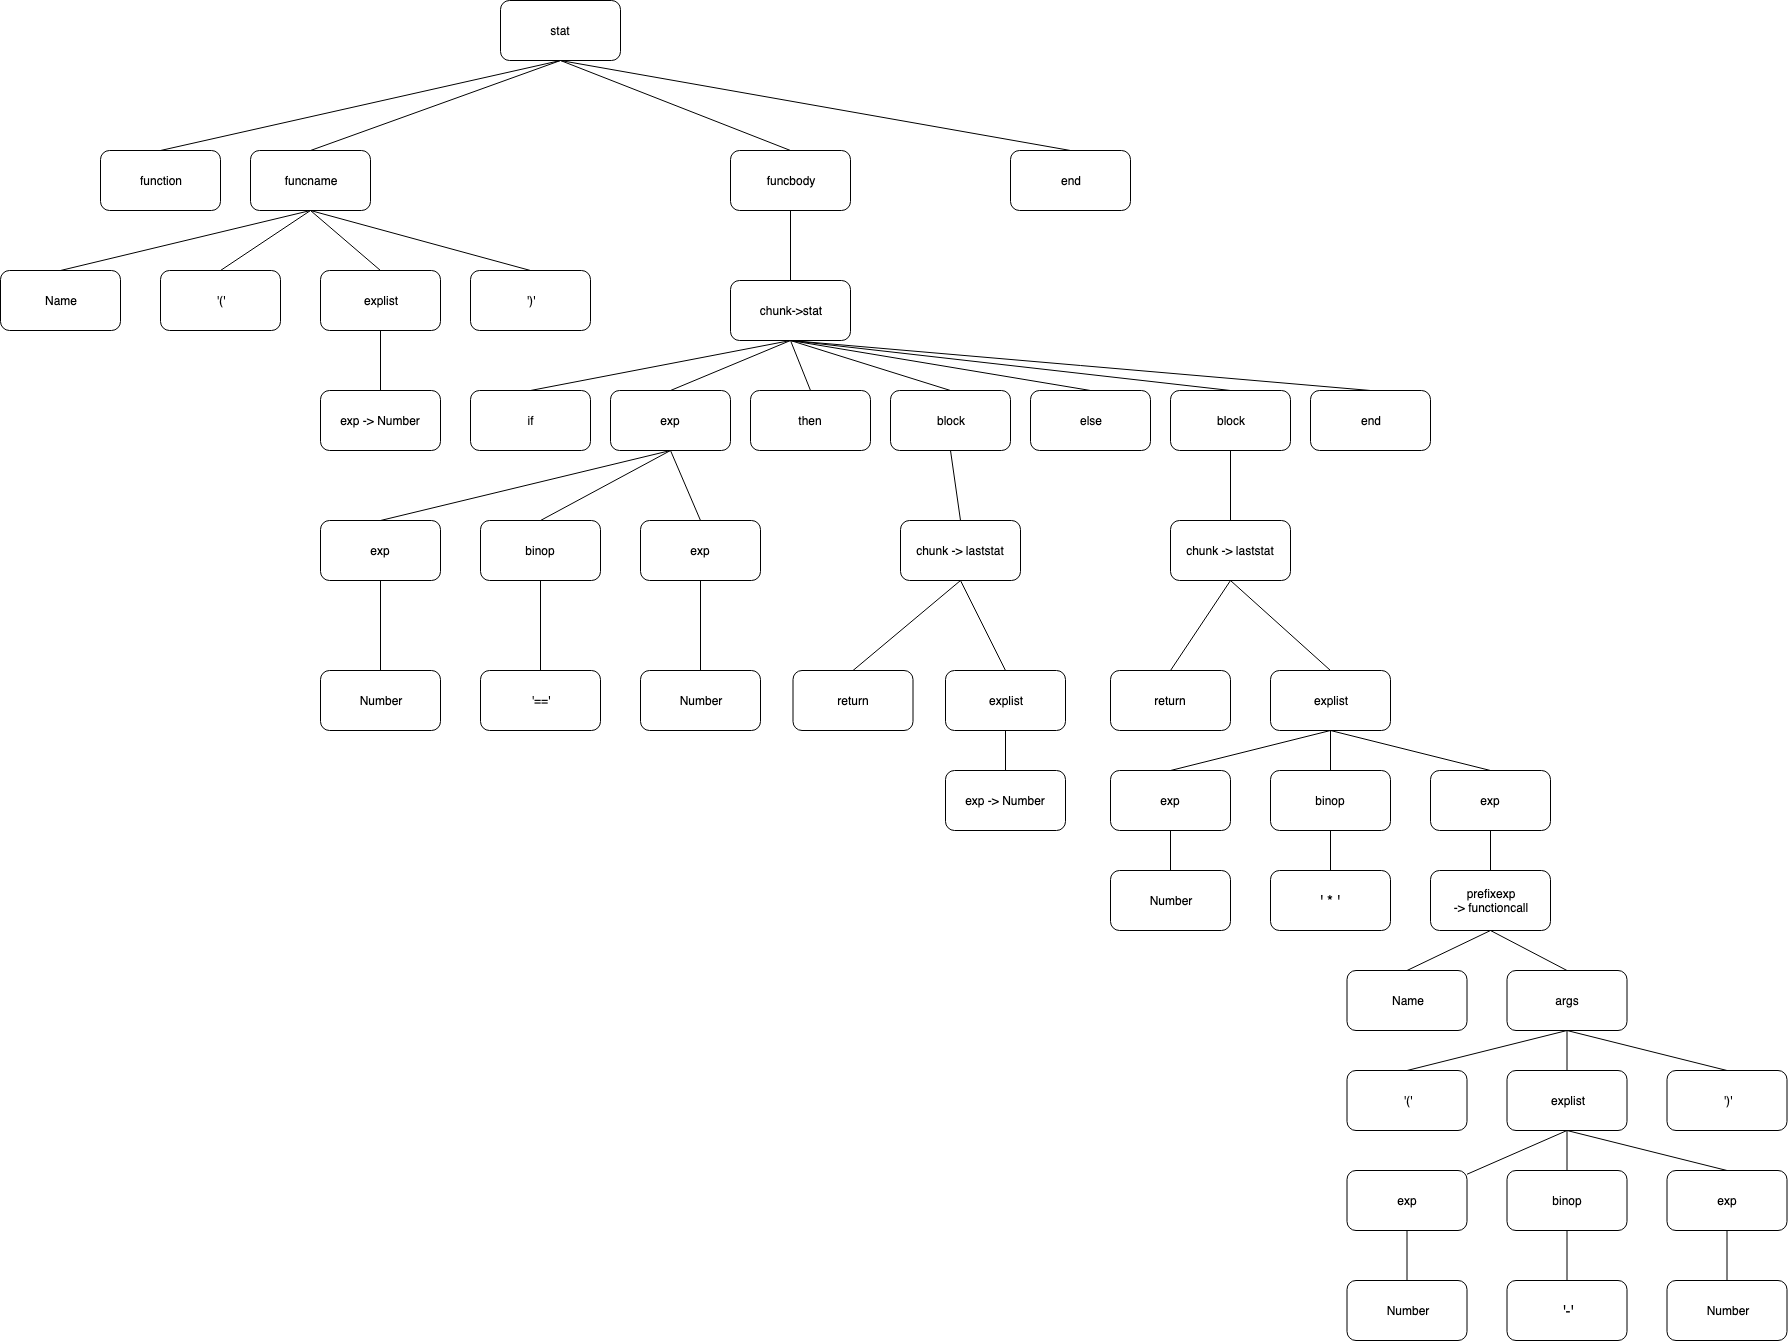 stat
function
funcname
funcbody
end
Name
'('
explist
')'
chunk->stat
exp -> Number
if
exp
then
block
else
block
end
exp
binop
exp
chunk -> laststat
chunk -> laststat
Number
'=='
Number
return
explist
return
explist
exp -> Number
exp
binop
exp
Number
' * '
prefixexp
-> functioncall
Name
args
'('
explist
')'
exp
binop
exp
Number
'-'
Number